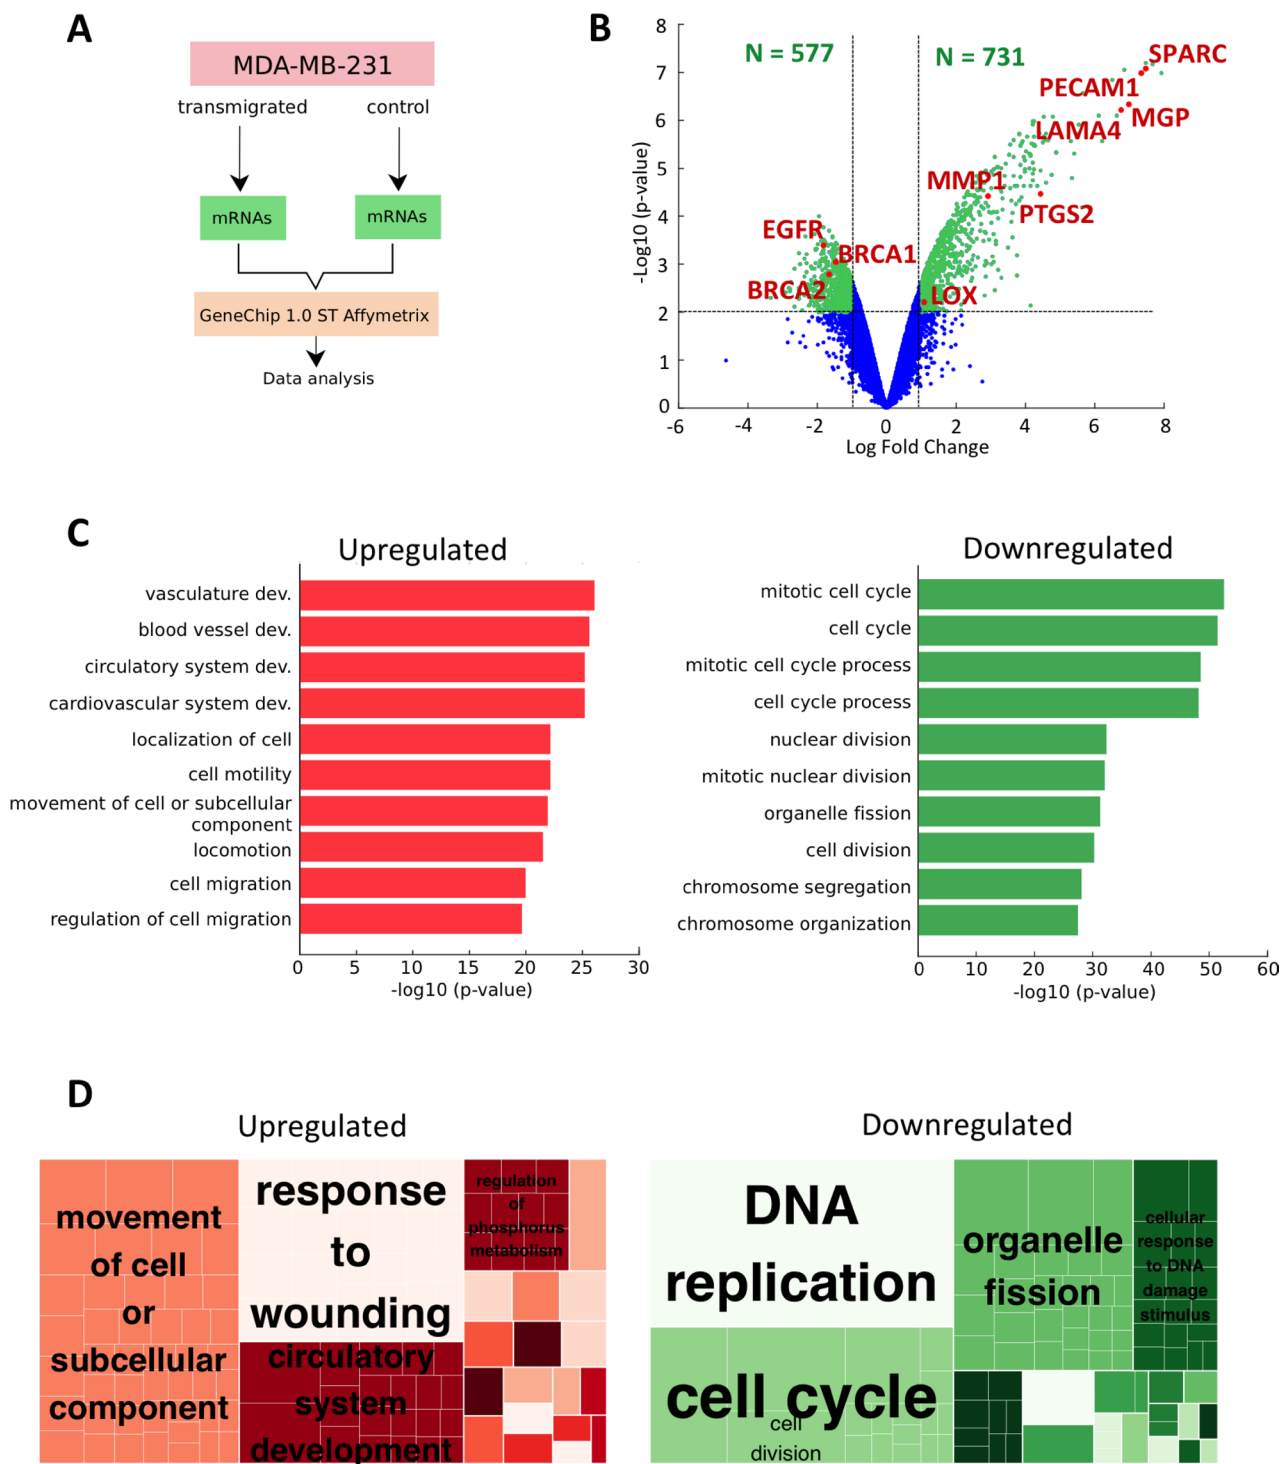 A
MDA-MB-231
transmigrated control
mRNAs mRNAs
GeneChip 1.0 ST Affymetrix
Data analysis
B
8
7
6
5
4
3
2
1
0
-Log10 (p-value)
N = 577
N = 731
SPARC
PECAM1
MGP
LAMA4
MMP1
PTGS2
EGFR
BRCA1
BRCA2
LOX
-6 -4 -2 0 2 4 6 8
Log Fold Change
C
Upregulated
vasculature dev.
blood vessel dev.
circulatory system dev.
cardiovascular system dev.
localization of cell
cell motility
movement of cell or subcellular
component
locomotion
cell migration
regulation of cell migration
0 5 10 15 20 25 30
-log10 (p-value)
Downregulated
mitotic cell cycle
cell cycle
mitotic cell cycle process
cell cycle process
nuclear division
mitotic nuclear division
organelle fission
cell division
chromosome segregation
chromosome organization
0 10 20 30 40 50 60
-log10 (p-value)
D
Upregulated
movement
of cell
or
subcellular
component
response
to
wounding
circulatory
system
development
regulation
of
phosphorus
metabolism
Downregulated
DNA
replication
cell cycle
cell
division
organelle
fission
cellular
response
to DNA
damage
stimulus